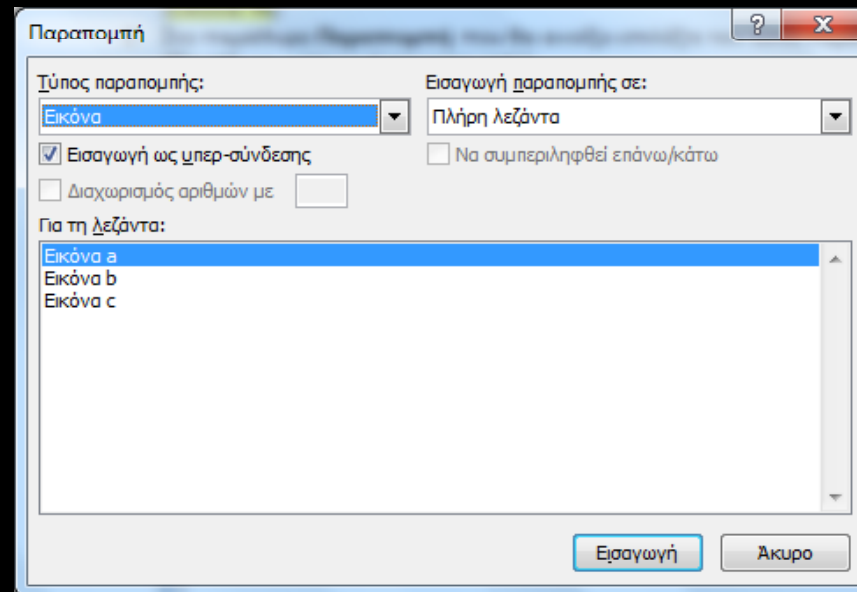 Παραπομπή
Τύπος παραπομπής:
Εισαγωγή παραπομπής σε:
Εικόνα
Πλήρη λεζάντα
Εισαγωγή ως υπερ-σύνδεσης
Να συμπεριληφθεί επάνω/κάτω
Διαχωρισμός αριθμών με
Για τη λεζάντα:
Εικόνα a
Εικόνα b
Εικόνα c
Εισαγωγή
Άκυρο